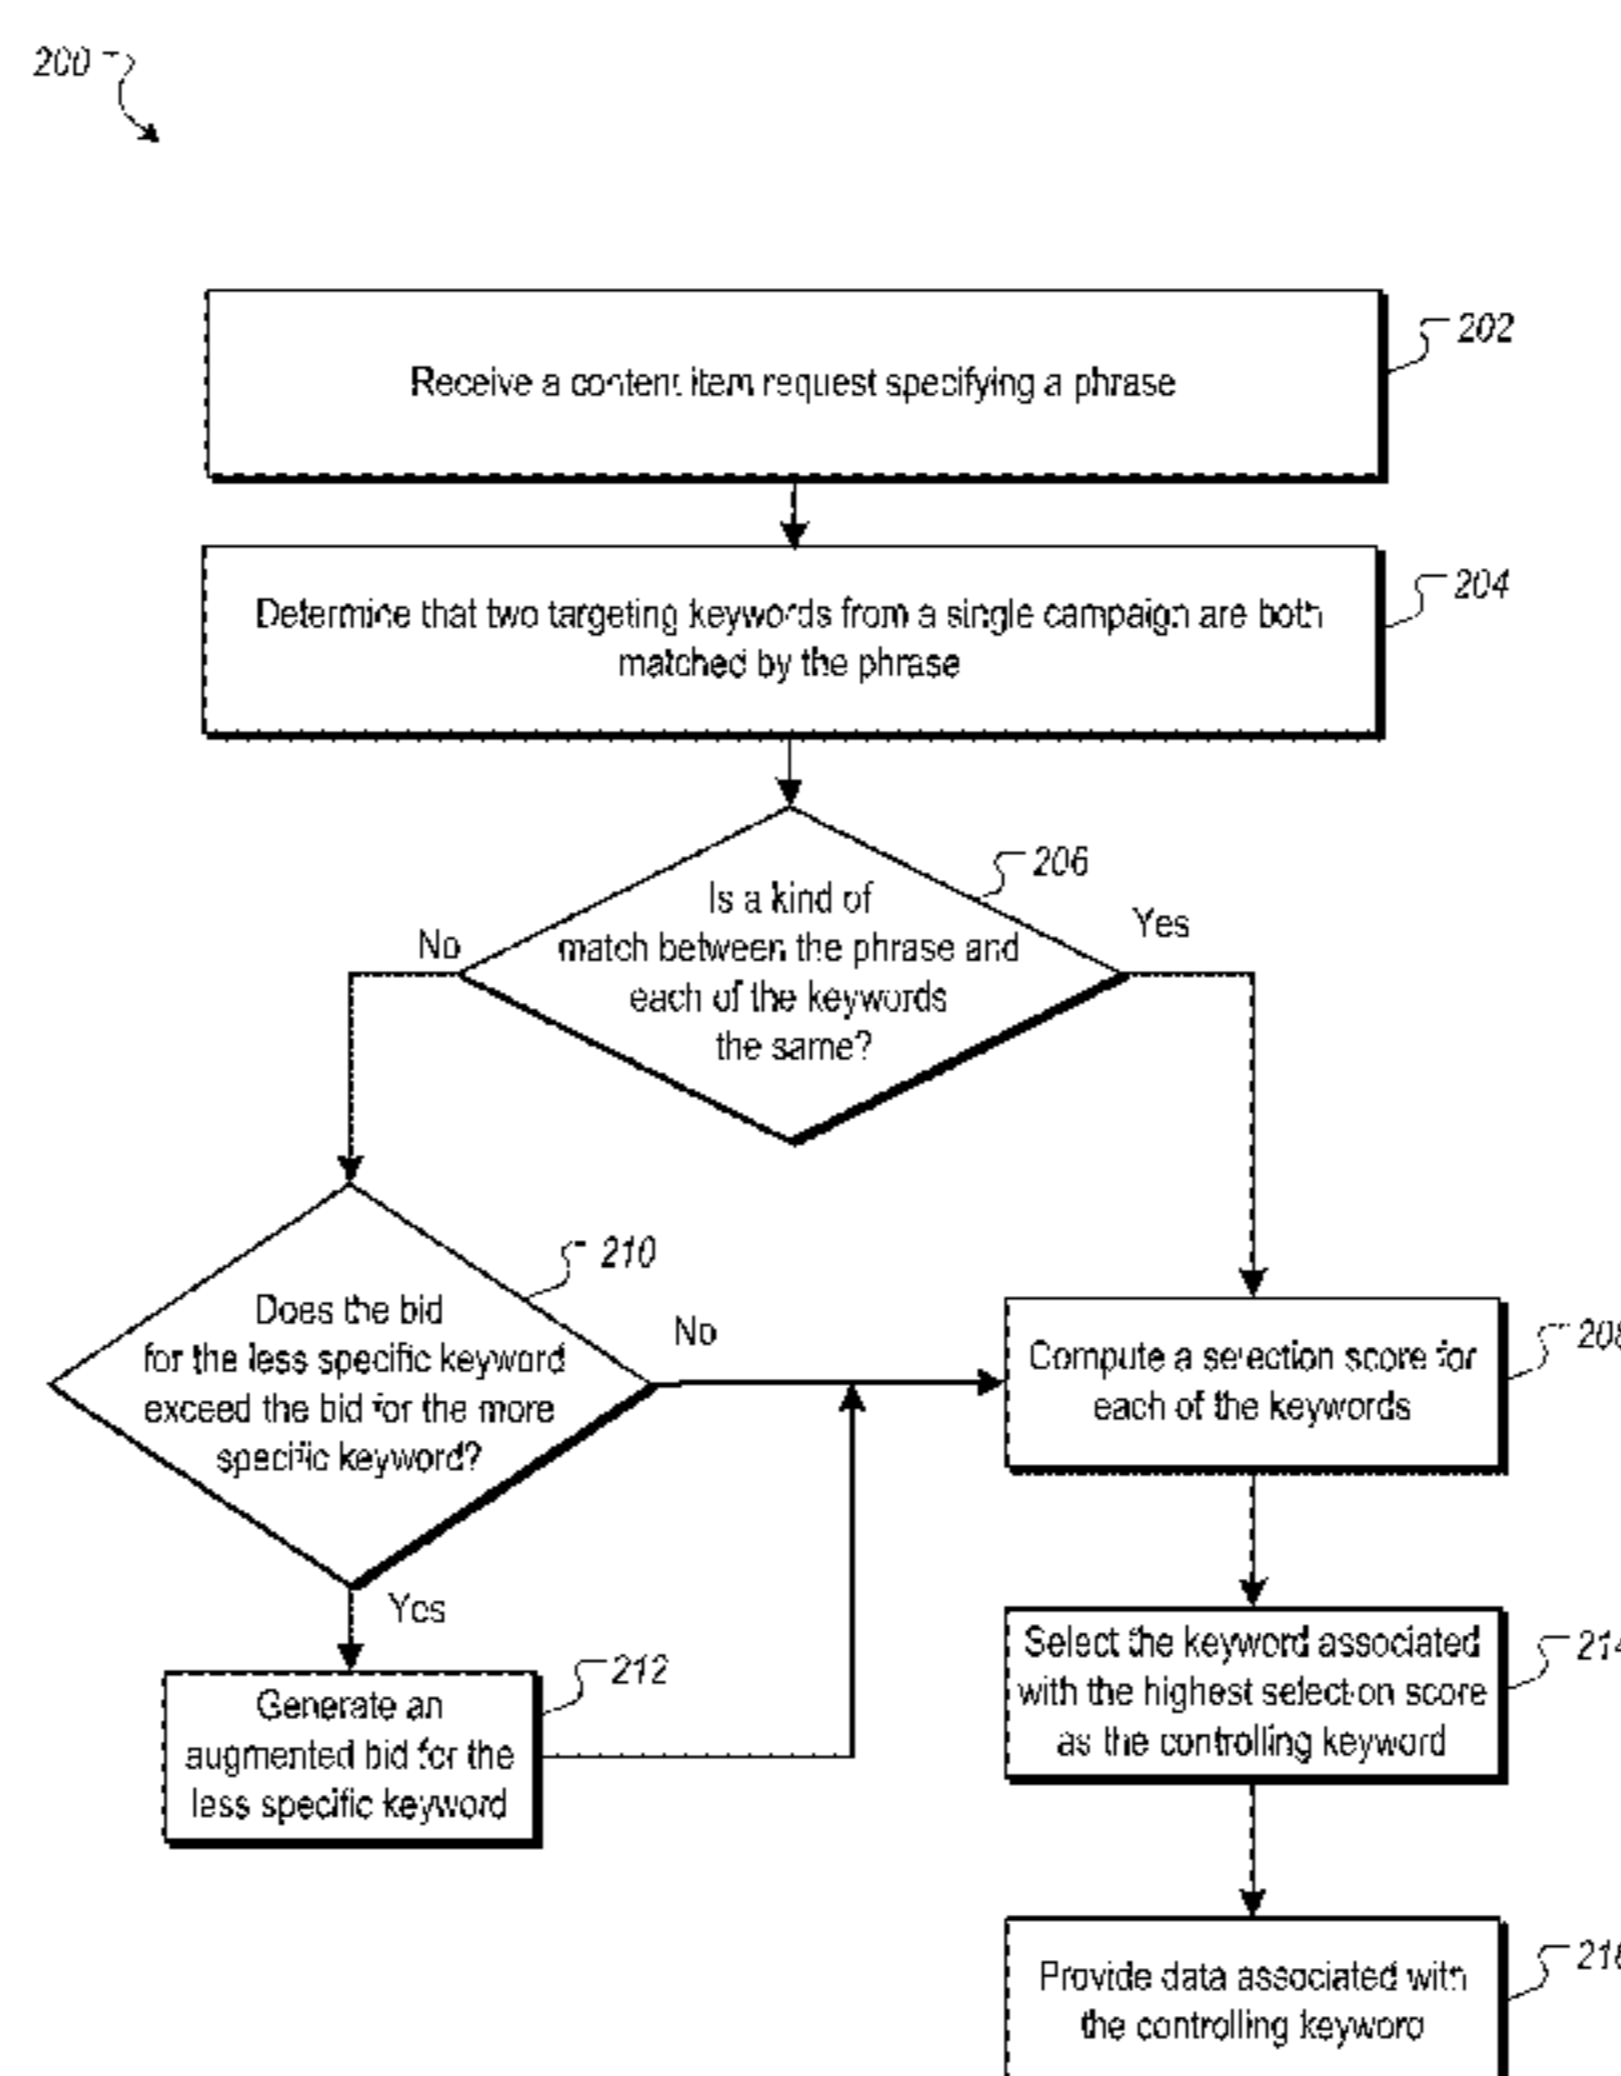 200
Receive a content item request specifying a phrase
202
Determine that two targeting keywords from a single campaign are both
matched by the phrase
204
Is a kind of
match between the phrase and
each of the keywords
the same?
206
No
Yes
Does the bid
for the less specific keyword
exceed the bid for the more
specific keyword?
210
No
Yes
Compute a selection score for
each of the keywords
208
Generate an
augmented bid for the
less specific keyword
212
Select the keyword associated
with the highest selection score
as the controlling keyword
214
Provide data associated with
the controlling keyword